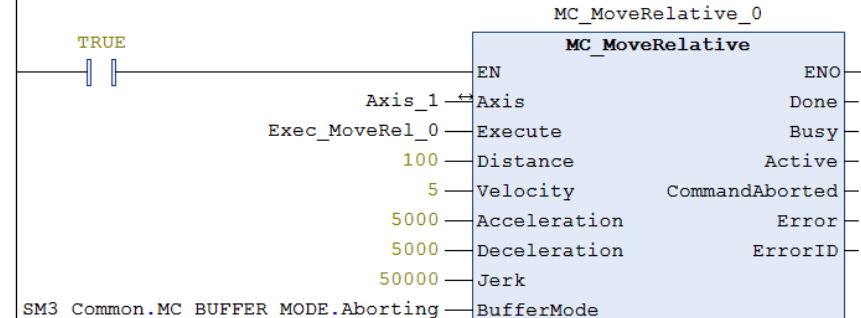 MC_MoveRelative_0
TRUE
MC_MoveRelative
EN ENO
Axis_1 Axis Done
Exec_MoveRel_0 Execute Busy
100 Distance Active
5 Velocity CommandAborted
5000 Acceleration Error
5000 Deceleration ErrorID
50000 Jerk
SM3_Common.MC_BUFFER_MODE.Aborting BufferMode